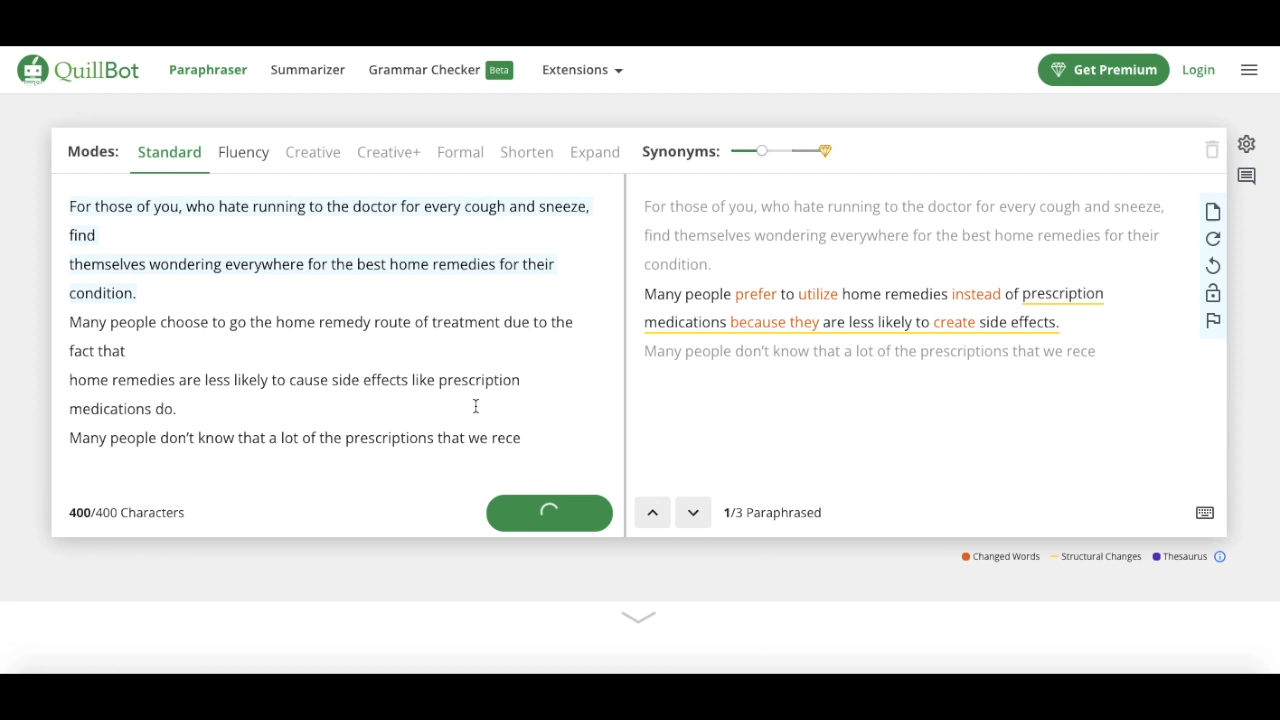 QuillBot Paraphraser Summarizer Grammar Checker Beta Extensions Get Premium Login
Modes: Standard Fluency Creative Creative+ Formal Shorten Expand Synonyms:
For those of you, who hate running to the doctor for every cough and sneeze,
find
themselves wondering everywhere for the best home remedies for their
condition.
Many people choose to go the home remedy route of treatment due to the
fact that
home remedies are less likely to cause side effects like prescription
medications do.
Many people don't know that a lot of the prescriptions that we rece
400/400 Characters
For those of you, who hate running to the doctor for every cough and sneeze,
find themselves wondering everywhere for the best home remedies for their
condition.
Many people prefer to utilize home remedies instead of prescription
medications because they are less likely to create side effects.
Many people don't know that a lot of the prescriptions that we rece
1/3 Paraphrased
Changed Words Structural Changes Thesaurus